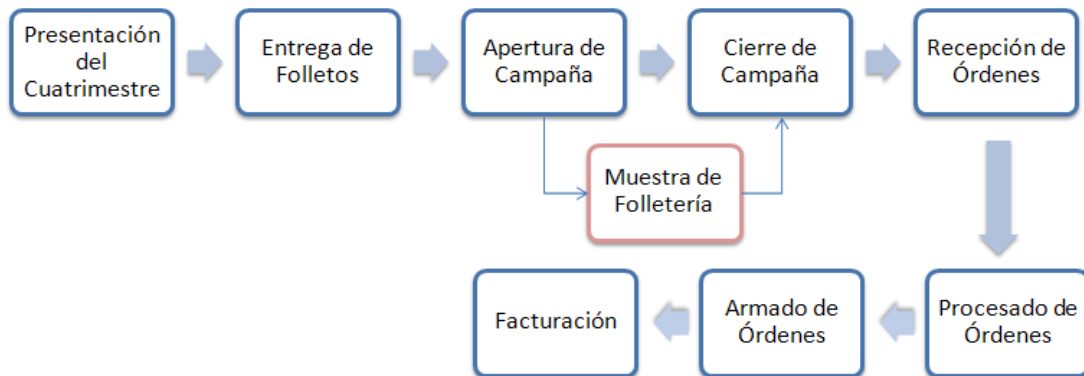 Presentación
del
Cuatrimestre
Entrega de
Folletos
Apertura de
Campaña
Cierre de
Campaña
Recepción de
Órdenes
Muestra de
Folletería
Procesado de
Órdenes
Armado de
Órdenes
Facturación